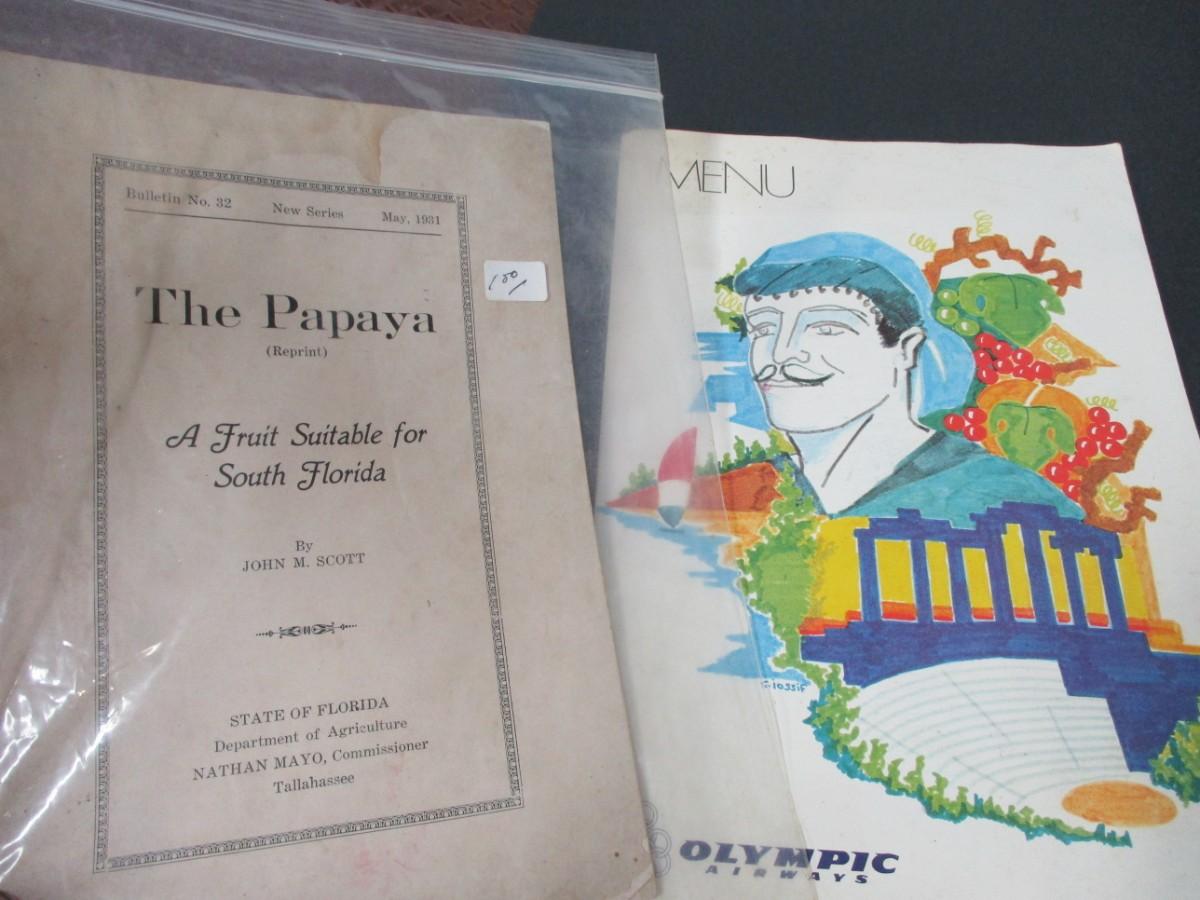 Bulletin No. 32 New Series May, 1931
The Papaya
(Reprint)
A Fruit Suitable for
South Florida
By
JOHN M. SCOTT
STATE OF FLORIDA
Department of Agriculture
NATHAN MAYO, Commissioner
Tallahassee
MENU
OLYMPIC
AIRWAYS